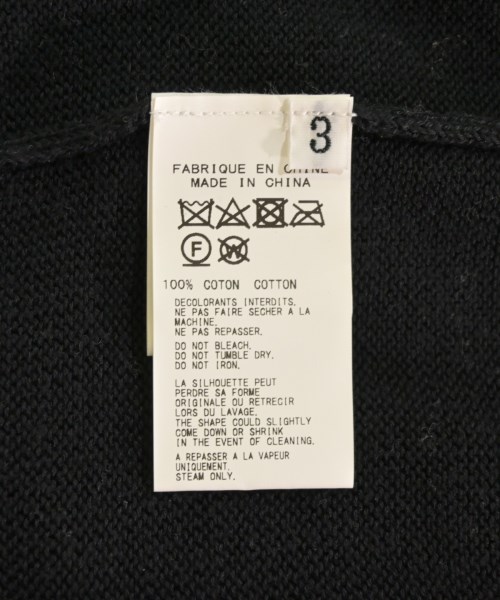 3
FABRIQUE EN CHINE
MADE IN CHINA
F W
100% COTON COTTON
DECOLORANTS INTERDITS.
NE PAS FAIRE SECHER A LA
MACHINE.
NE PAS REPASSER.
DO NOT BLEACH.
DO NOT TUMBLE DRY.
DO NOT IRON.
LA SILHOUETTE PEUT
PERDRE SA FORME
ORIGINALE OU RETRECIR
LORS DU LAVAGE.
THE SHAPE COULD SLIGHTLY
COME DOWN OR SHRINK
IN THE EVENT OF CLEANING.
A REPASSER A LA VAPEUR
UNIQUEMENT.
STEAM ONLY.